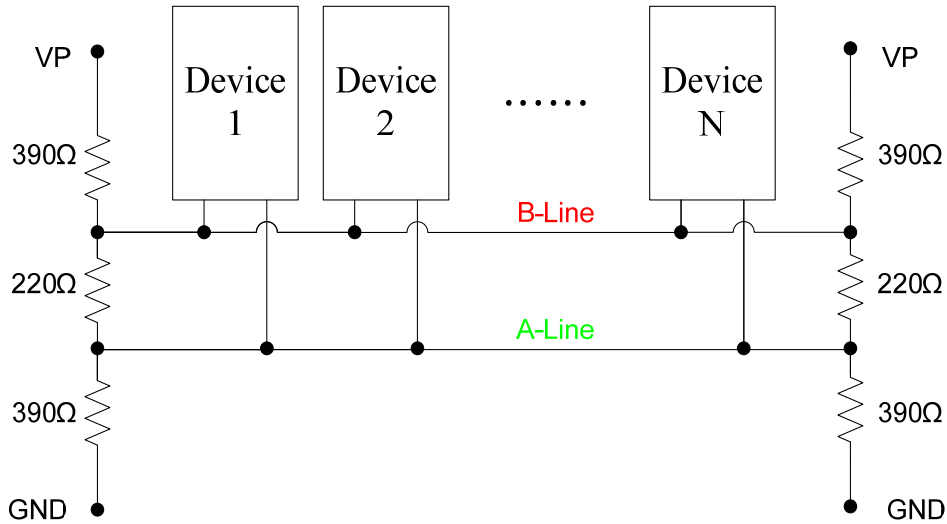 VP
Device
1
Device
2
......
Device
N
VP
390Ω
390Ω
B-Line
220Ω
220Ω
A-Line
390Ω
390Ω
GND
GND